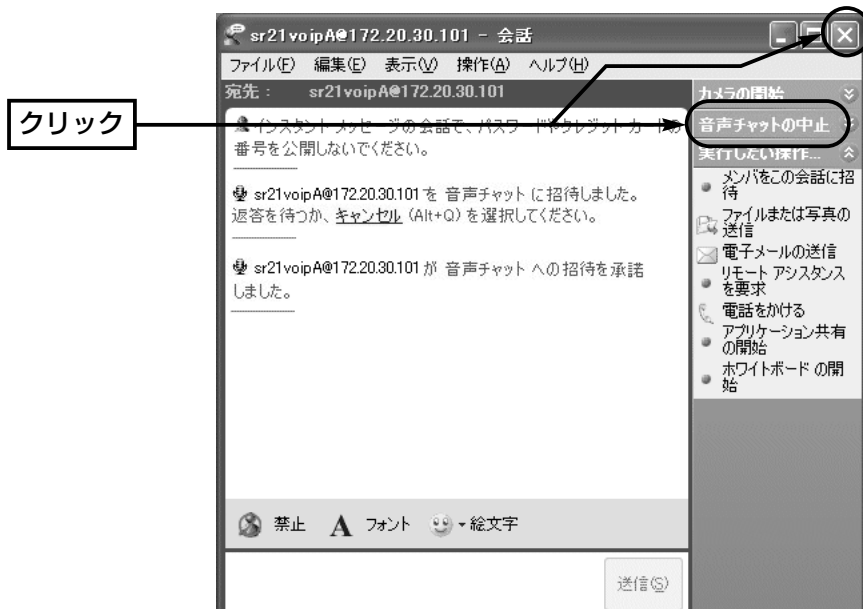 sr21voipA@172.20.30.101 - 会話
ファイル(F) 編集(E) 表示(V) 操作(A) ヘルプ(H)
宛先: sr21voipA@172.20.30.101
クリック
インスタント メッセージの会話で、パスワードやクレジット カードの
番号を公開しないでください。
sr21voipA@172.20.30.101 を 音声チャット に招待しました。
返答を待つか、キャンセル (Alt+Q) を選択してください。
sr21voipA@172.20.30.101 が 音声チャット への招待を承諾
しました。
禁止 A フォント 絵文字
送信(S)
カメラの開始
音声チャットの中止
実行したい操作...
メンバをこの会話に招
待
ファイルまたは写真の
送信
電子メールの送信
リモート アシスタンス
を要求
電話をかける
アプリケーション共有
の開始
ホワイトボード の開
始